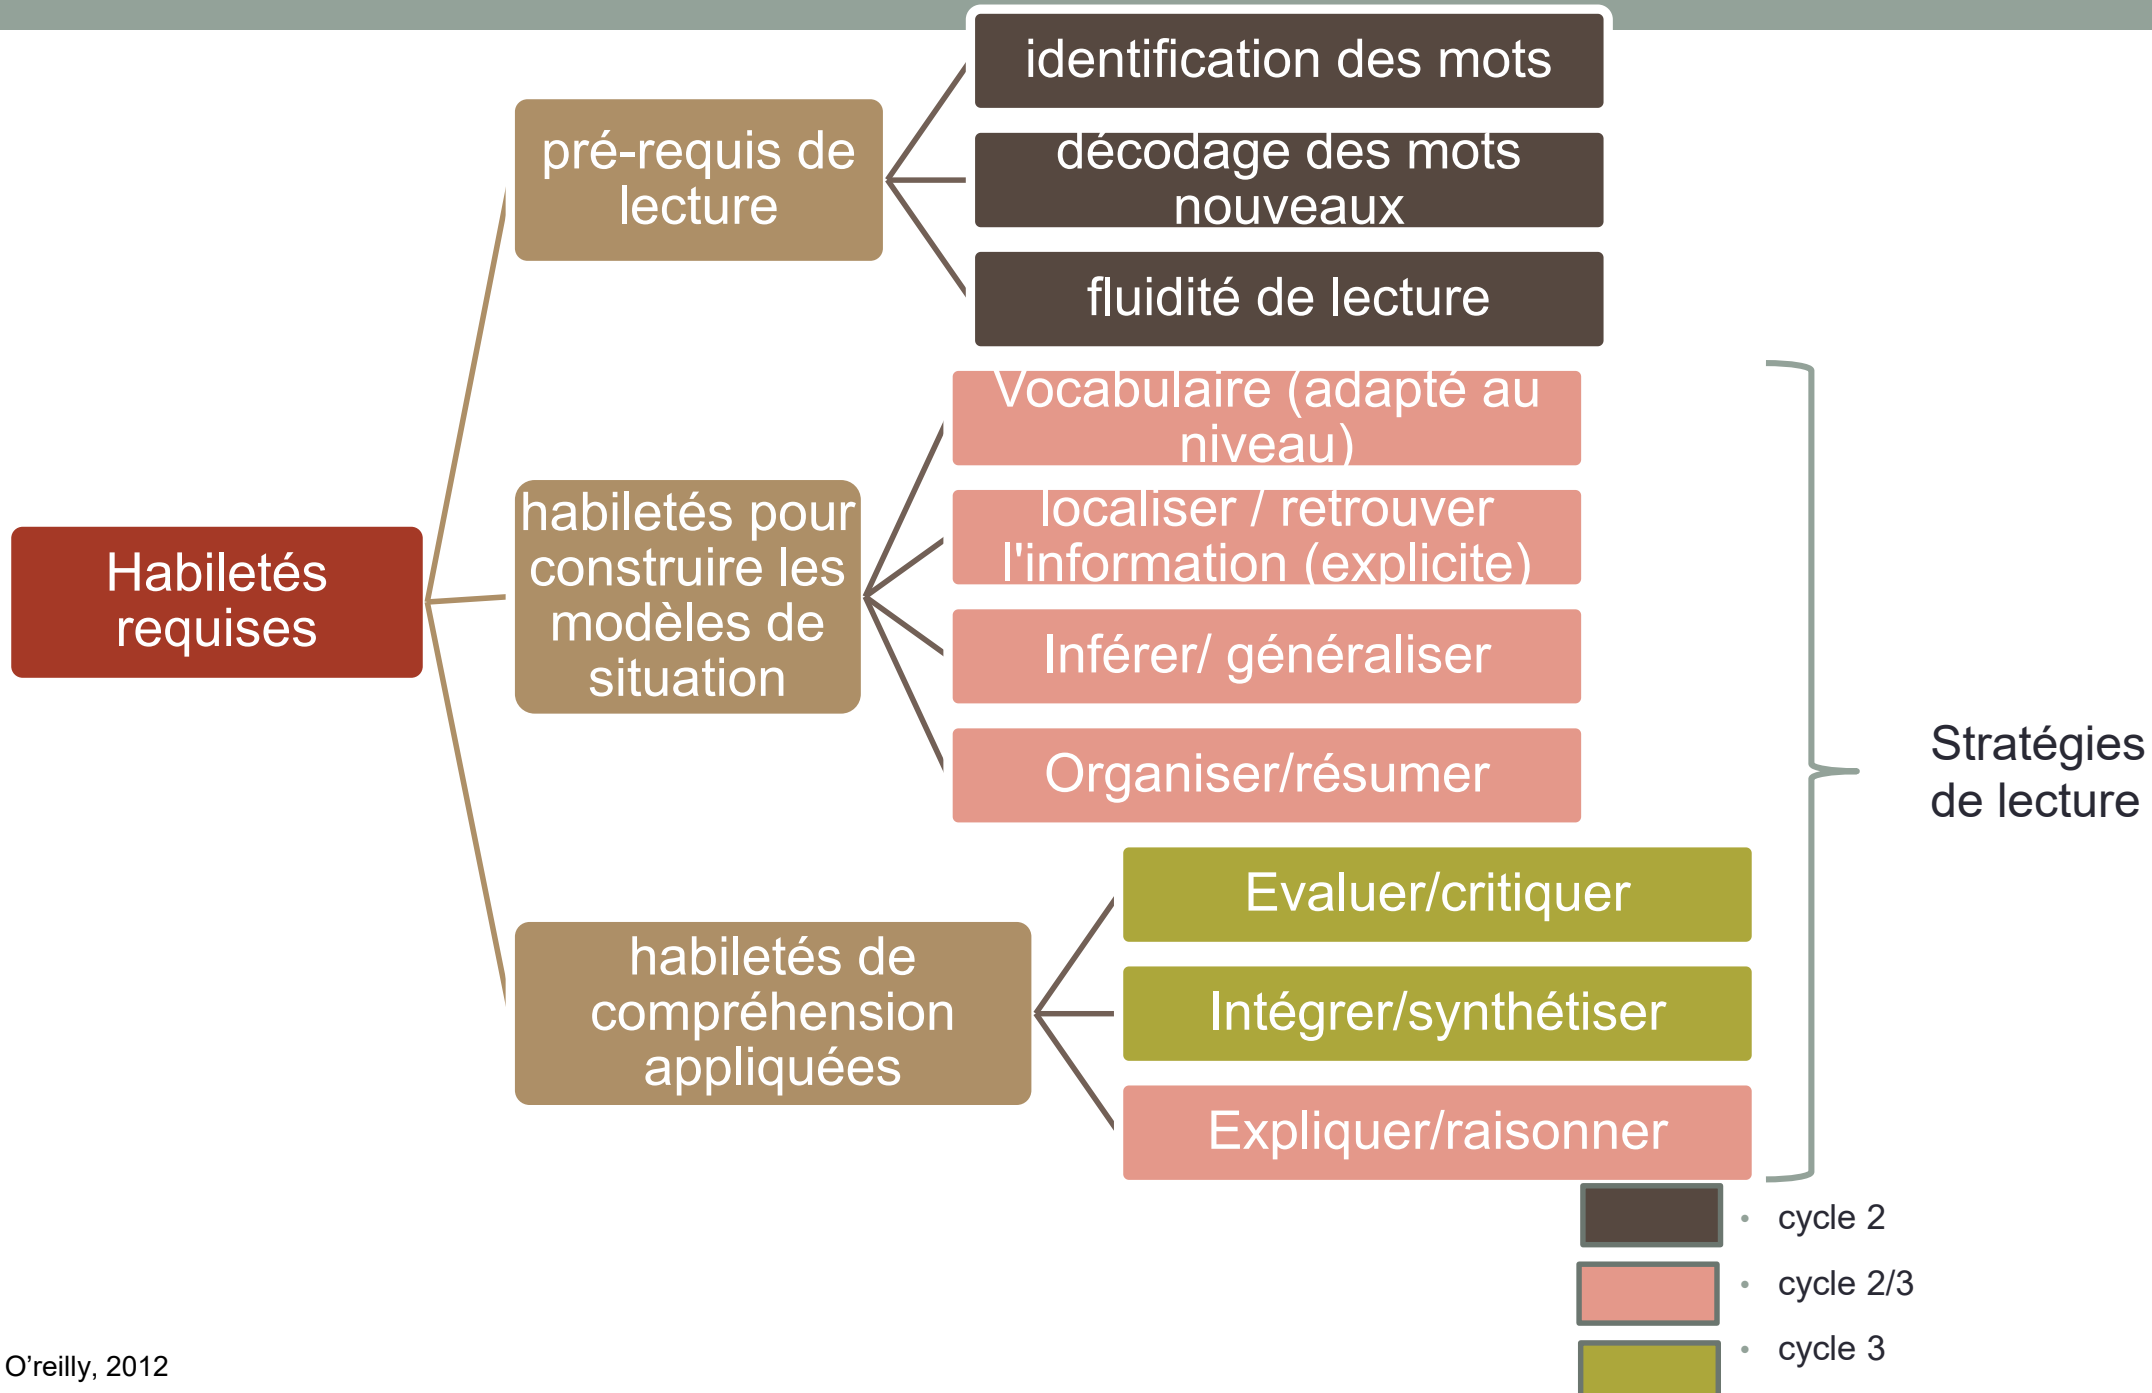 identification des mots
pré-requis de
lecture
décodage des mots
nouveaux
fluidité de lecture
Vocabulaire (adapté au
niveau)
habiletés pour
construire les
modèles de
situation
localiser / retrouver
l'information (explicite)
Habiletés
requises
Inférer/ généraliser
Organiser/résumer
Stratégies
de lecture
Evaluer/critiquer
habiletés de
compréhension
appliquées
Intégrer/synthétiser
Expliquer/raisonner
• cycle 2
• cycle 2/3
• cycle 3
O’reilly, 2012